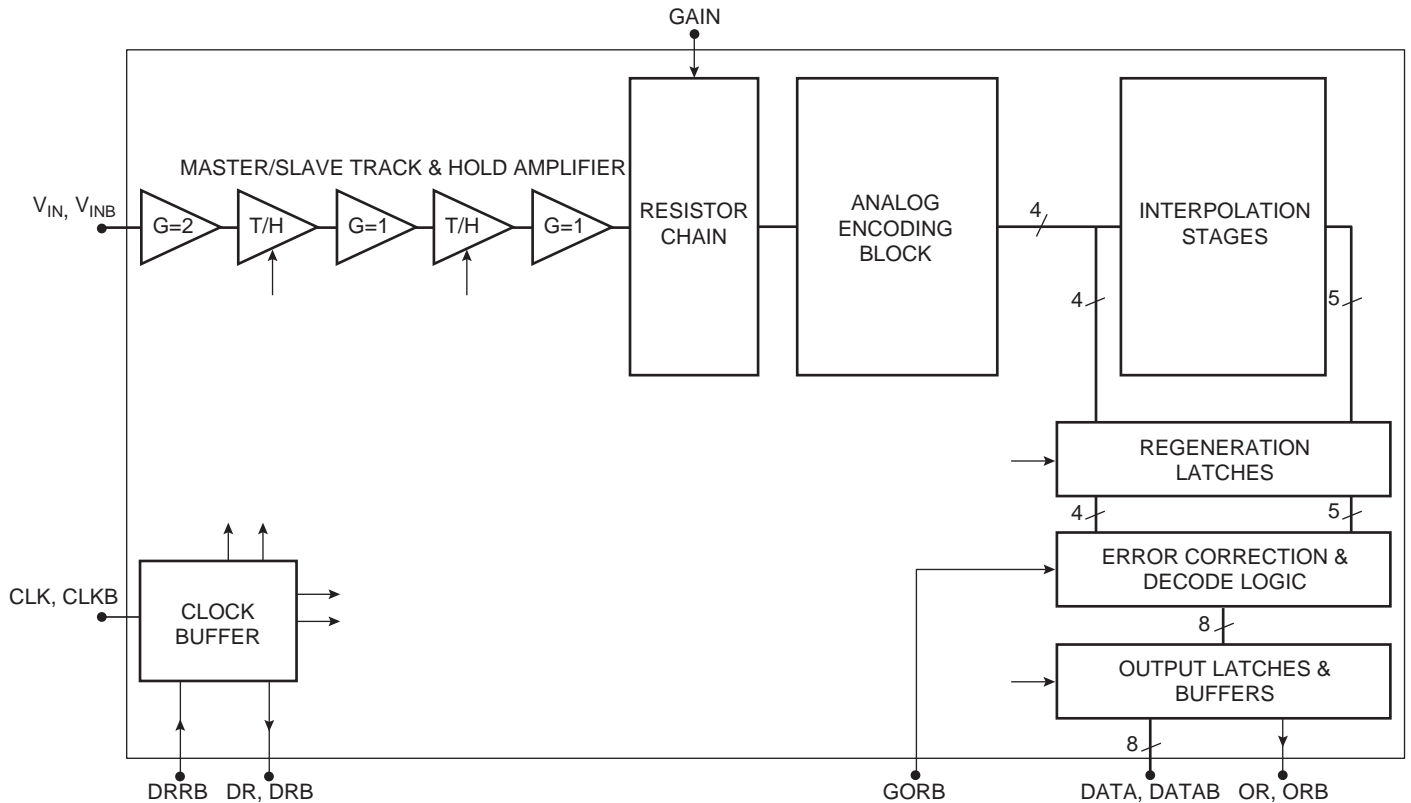 GAIN
MASTER/SLAVE TRACK & HOLD AMPLIFIER
VIN, VINB
G=2
T/H
G=1
T/H
G=1
RESISTOR
CHAIN
ANALOG
ENCODING
BLOCK
4
INTERPOLATION
STAGES
4
5
REGENERATION
LATCHES
4
5
ERROR CORRECTION &
DECODE LOGIC
CLK, CLKB
CLOCK
BUFFER
8
OUTPUT LATCHES &
BUFFERS
8
DRRB
DR, DRB
GORB
DATA, DATAB
OR, ORB